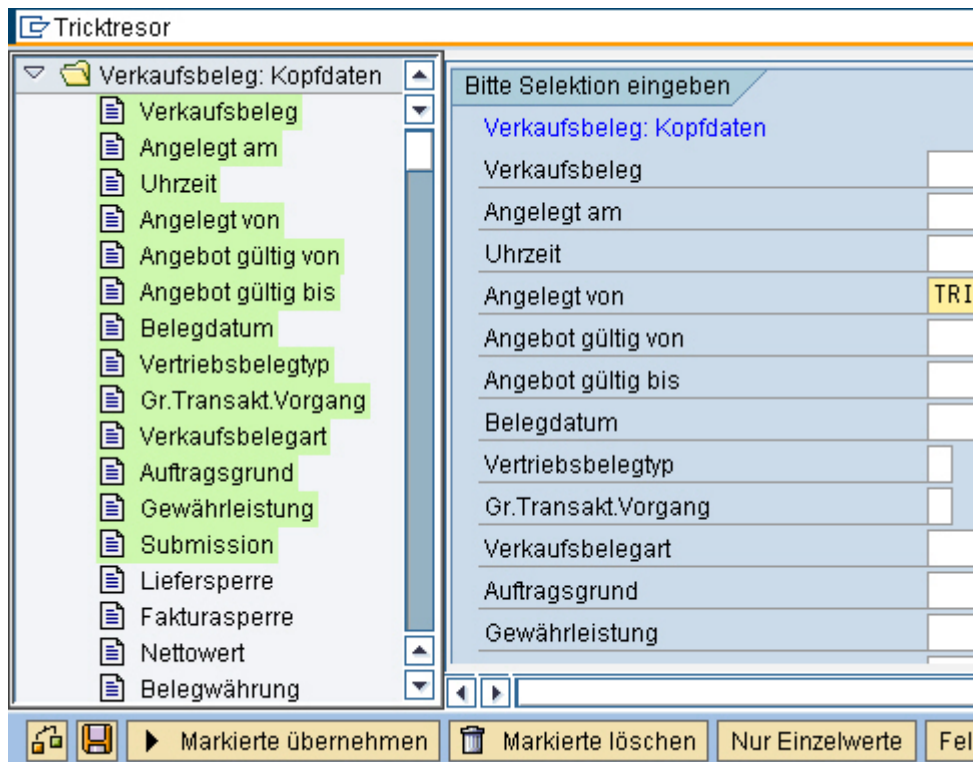 Tricktresor
Verkaufsbeleg: Kopfdaten
Verkaufsbeleg
Angelegt am
Uhrzeit
Angelegt von
Angebot gültig von
Angebot gültig bis
Belegdatum
Vertriebsbelegtyp
Gr.Transakt.Vorgang
Verkaufsbelegart
Auftragsgrund
Gewährleistung
Submission
Liefersperre
Fakturasperre
Nettowert
Belegwährung
Bitte Selektion eingeben
Verkaufsbeleg: Kopfdaten
Verkaufsbeleg
Angelegt am
Uhrzeit
Angelegt von TRI
Angebot gültig von
Angebot gültig bis
Belegdatum
Vertriebsbelegtyp
Gr.Transakt.Vorgang
Verkaufsbelegart
Auftragsgrund
Gewährleistung
Markierte übernehmen Markierte löschen Nur Einzelwerte Fel